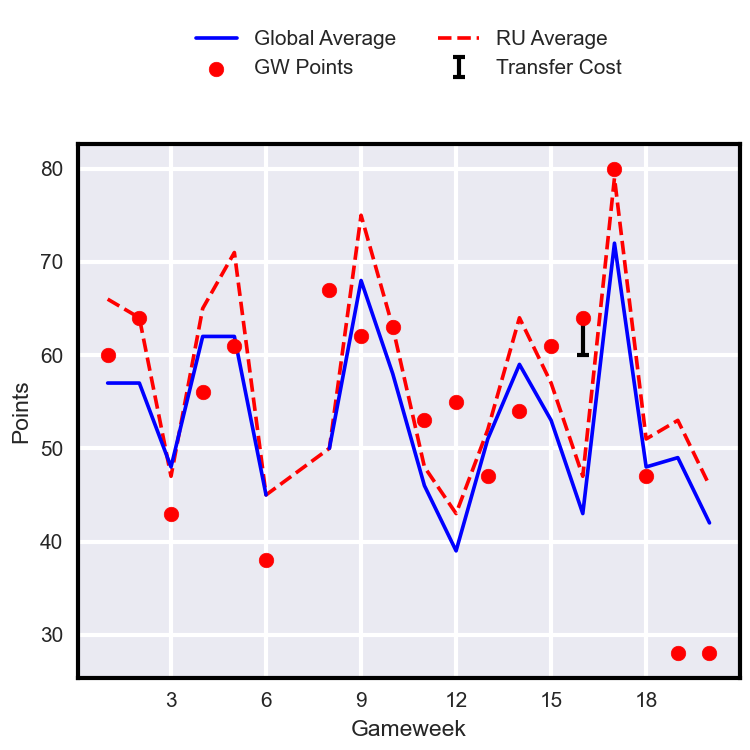 Global Average
RU Average
GW Points
Transfer Cost
80
70
60
50
40
30
Points
3
6
9
12
15
18
Gameweek